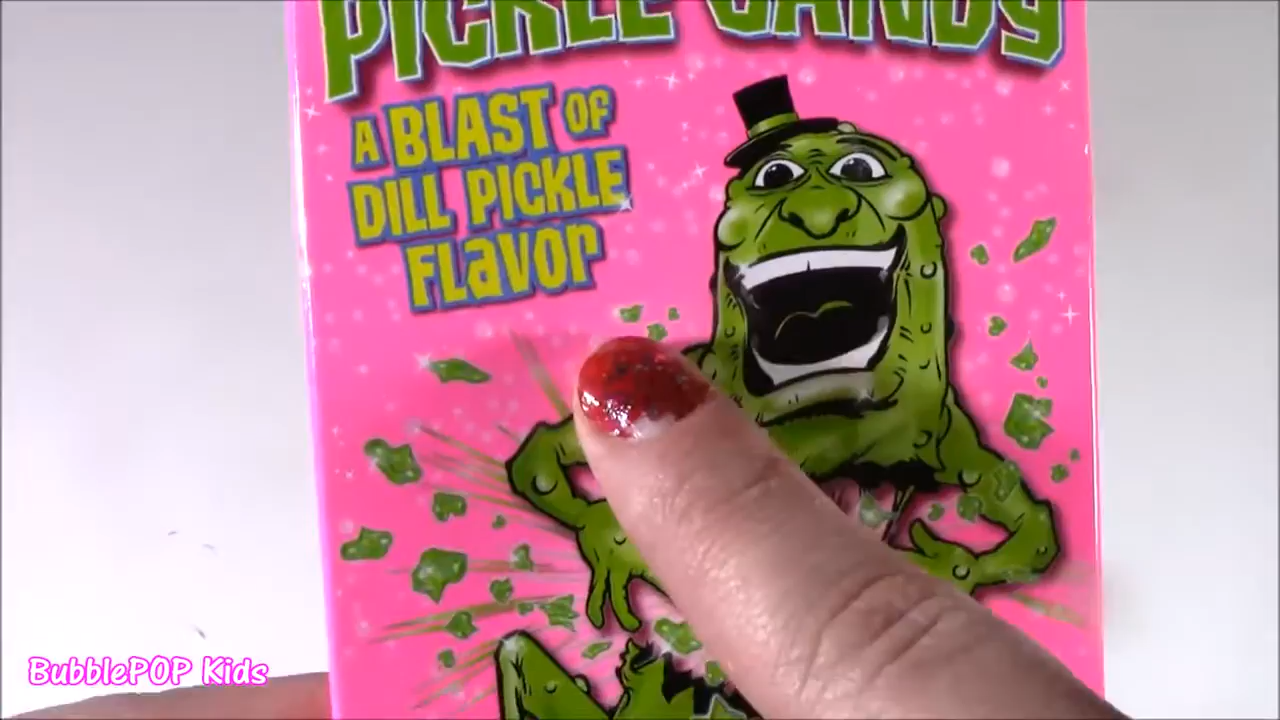 PICKLE CANDY
A BLAST OF
DILL PICKLE
FLAVOR
BubblePOP Kids